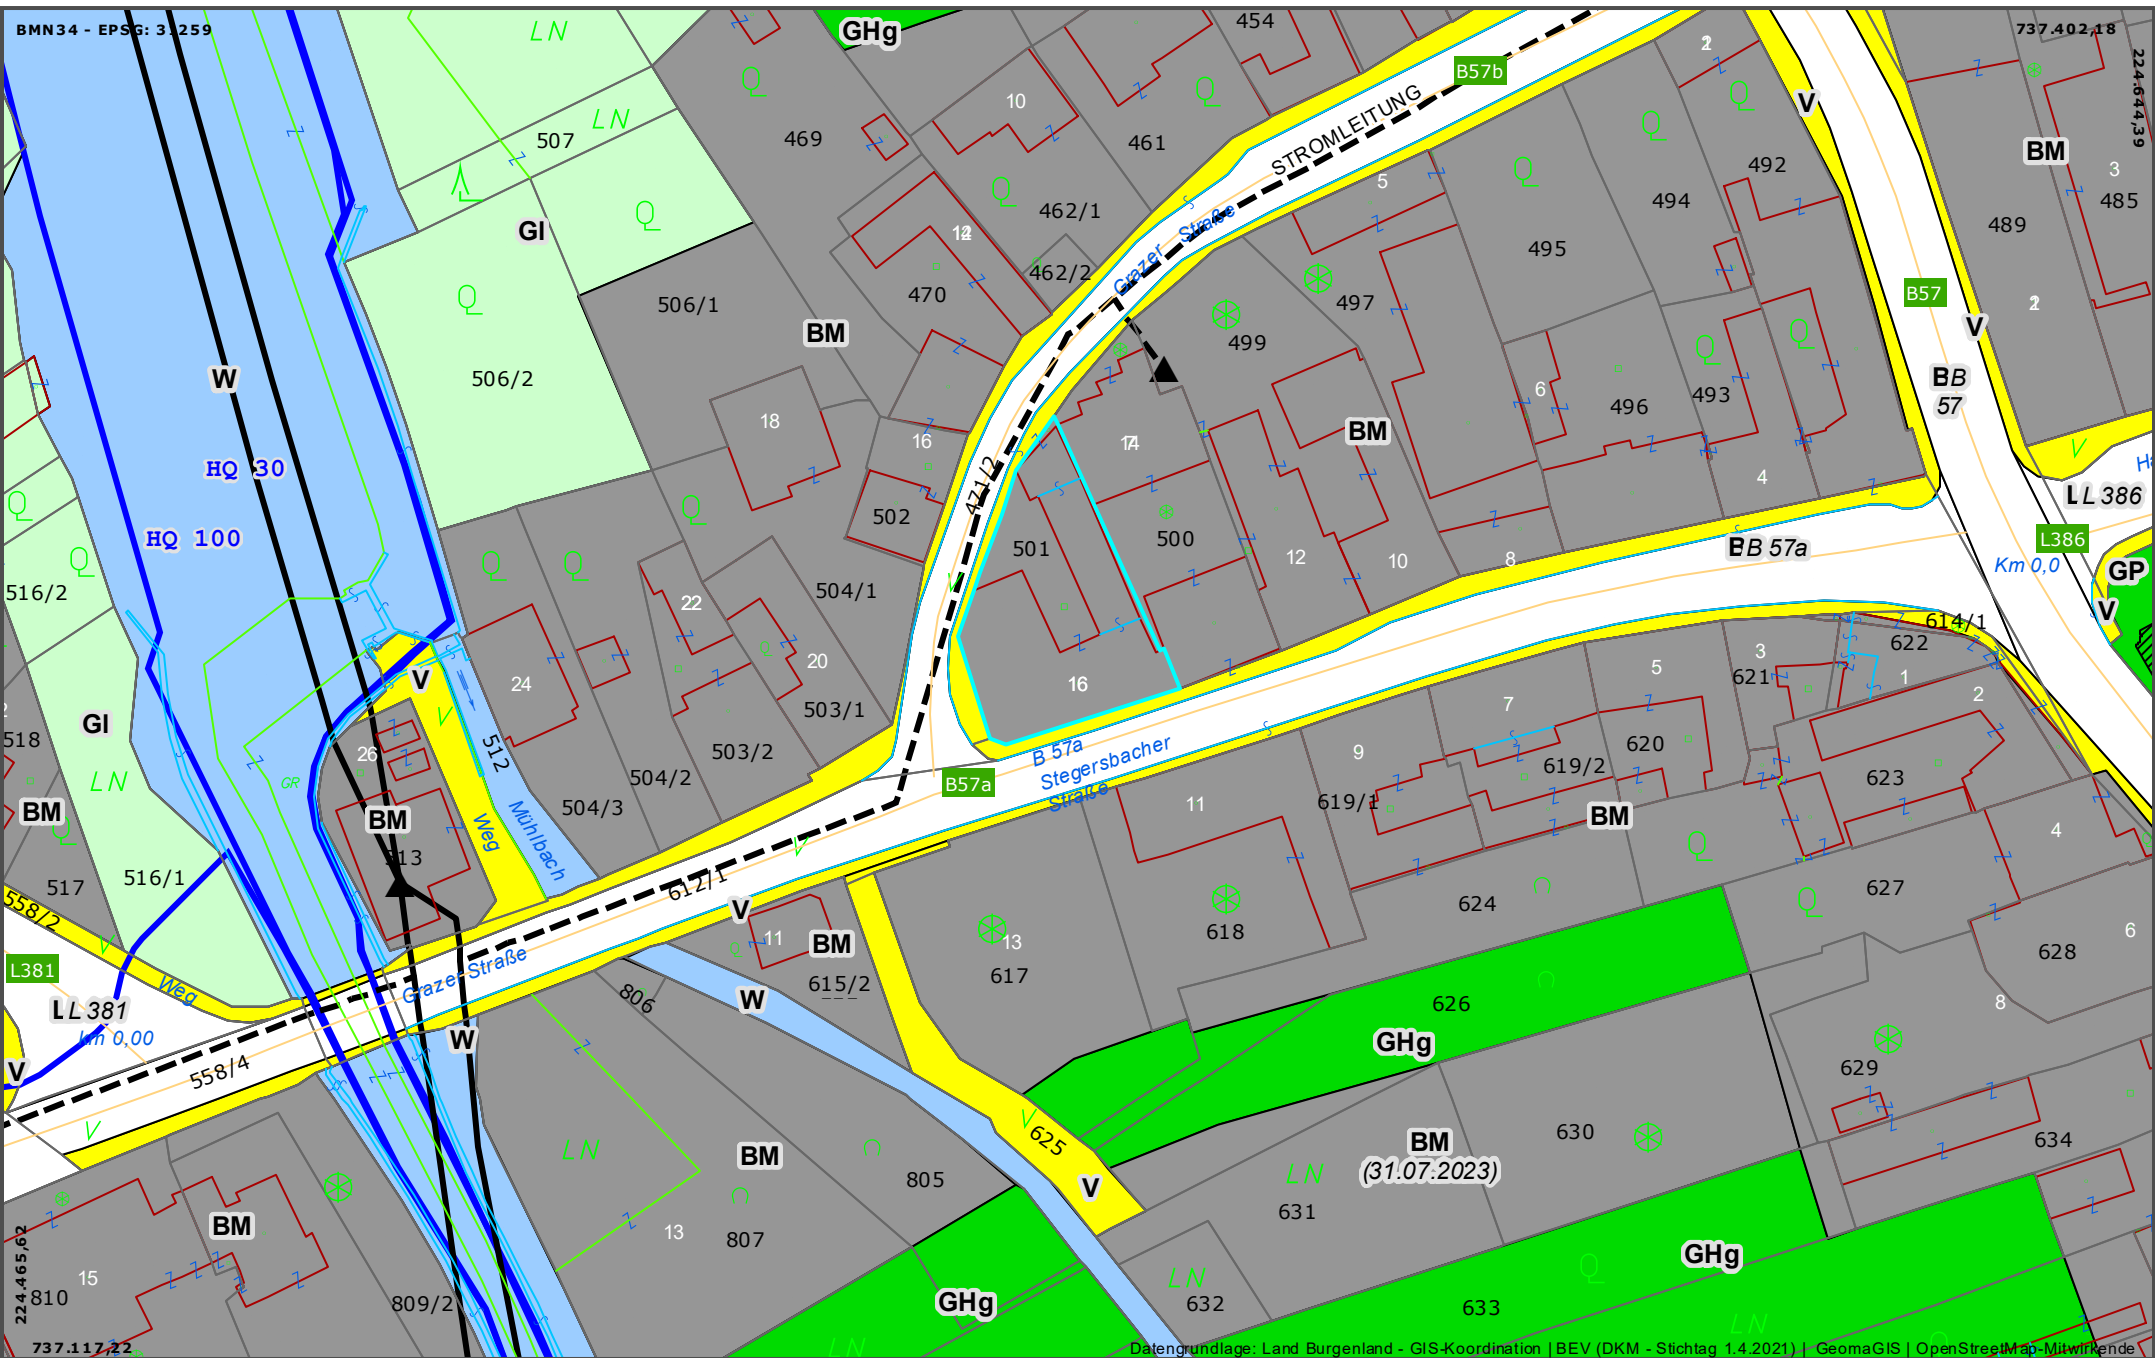 BMN34 - EPSG: 31259
737.402,18
224.644,39
LN
GHg
454
B57b
2
V
BM
LN
507
469
10
461
STROMLEITUNG
5
492
3
485
GI
462/1
494
489
Grazer Straße
495
462/2
470
506/1
BM
499
497
B57
V
W
506/2
18
16
14
BM
6
496
493
BB
57
HQ 30
471/2
4
LL 386
HQ 100
502
501
500
12
10
8
BB 57a
L386
Km 0,0
GP
V
516/2
22
504/1
614/1
622
24
20
16
5
3
621
1
2
V
V
503/1
7
GI
518
26
512
503/2
B 57a
Stegersbacher
Straße
9
620
619/2
623
LN
GR
504/2
B57a
BM
BM
504/3
11
619/1
BM
4
Weg
Mühlbach
513
V
517
516/1
612/1
V
624
627
558/2
11
BM
13
618
6
L381
Weg
Grazer Straße
615/2
617
628
LL 381
km 0,00
806
W
626
8
W
GHg
V
558/4
629
V
LN
BM
V
625
BM
(31.07.2023)
630
634
805
LN
V
631
BM
13
807
GHg
15
810
809/2
GHg
LN
632
633
LN
LN
224.465,62
737.117,22
Datengrundlage: Land Burgenland - GIS-Koordination | BEV (DKM - Stichtag 1.4.2021) | GeomaGIS | OpenStreetMap-Mitwirkende